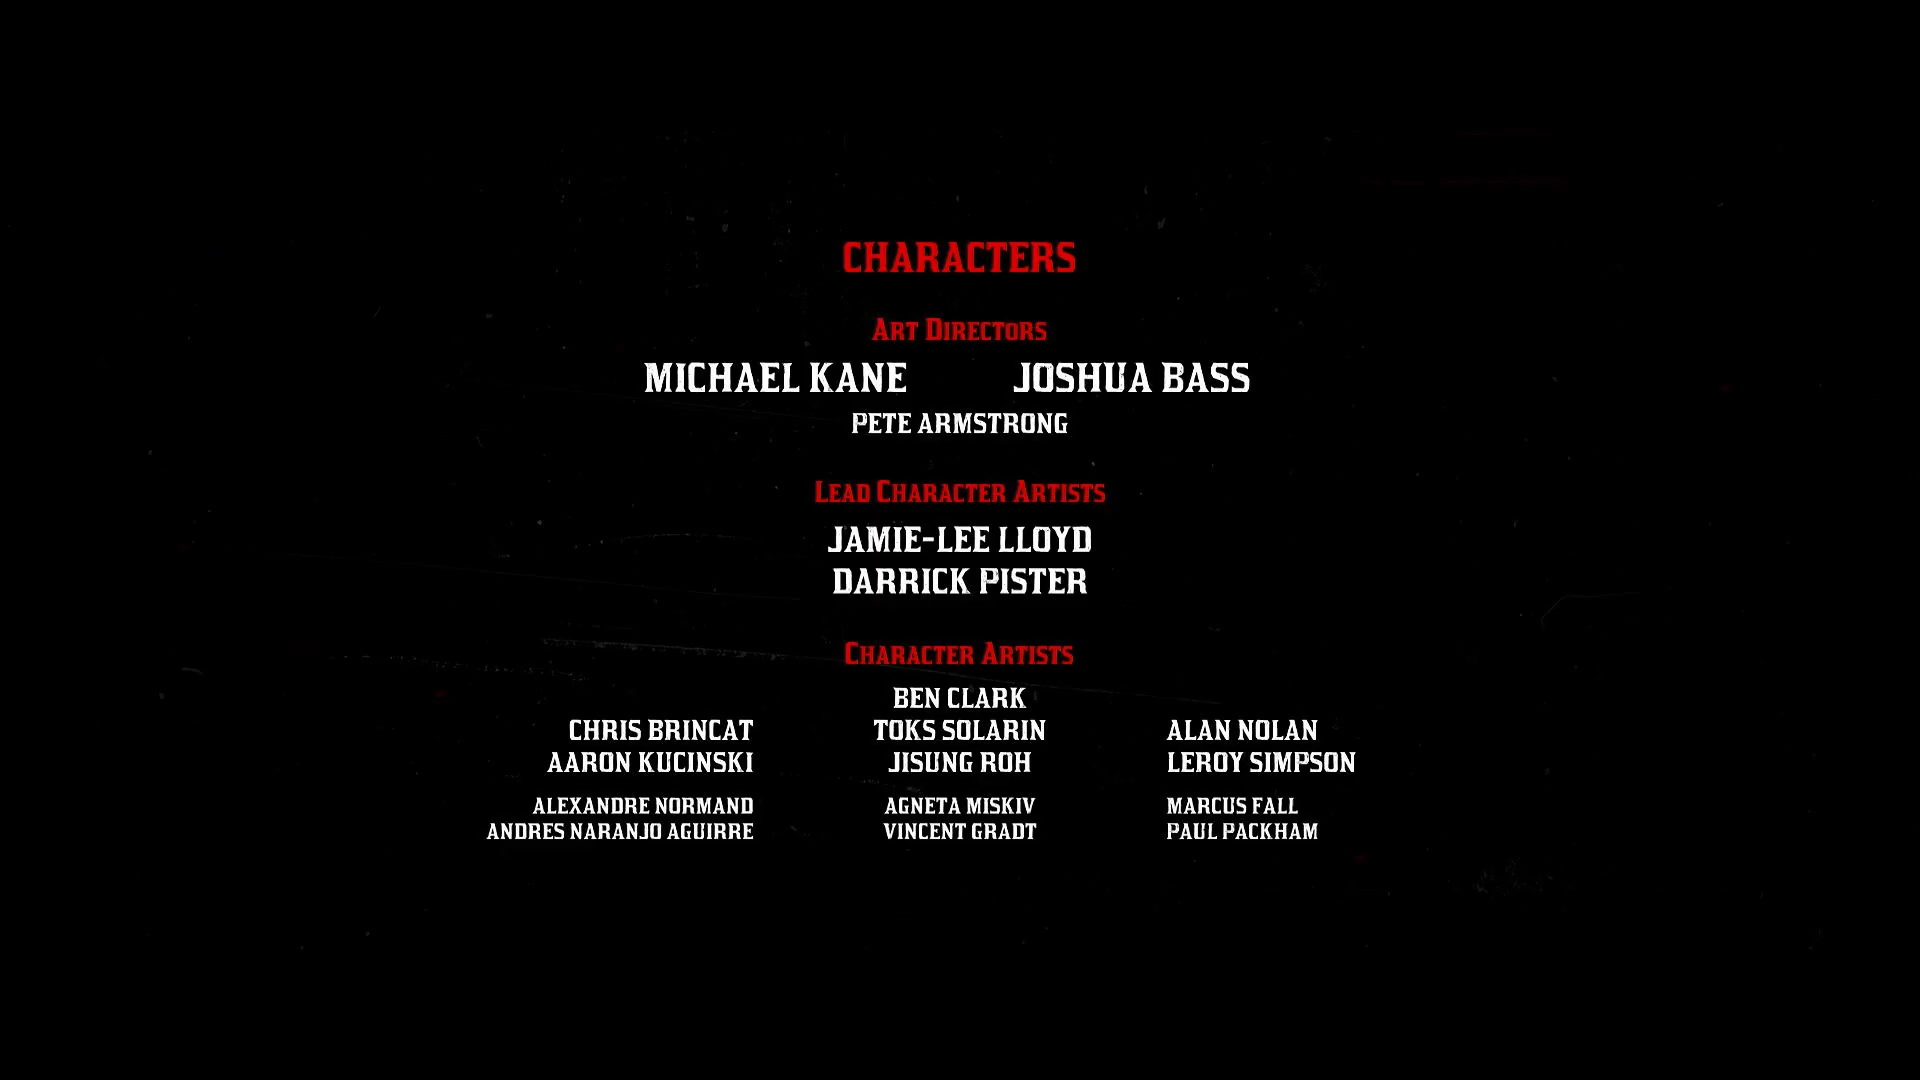 CHARACTERS
ART DIRECTORS
MICHAEL KANE JOSHUA BASS
PETE ARMSTRONG
LEAD CHARACTER ARTISTS
JAMIE-LEE LLOYD
DARRICK PISTER
CHARACTER ARTISTS
BEN CLARK
CHRIS BRINCAT TOKS SOLARIN ALAN NOLAN
AARON KUCINSKI JISUNG ROH LEROY SIMPSON
ALEXANDRE NORMAND AGNETA MISKIV MARCUS FALL
ANDRES NARANJO AGUIRRE VINCENT GRADT PAUL PACKHAM